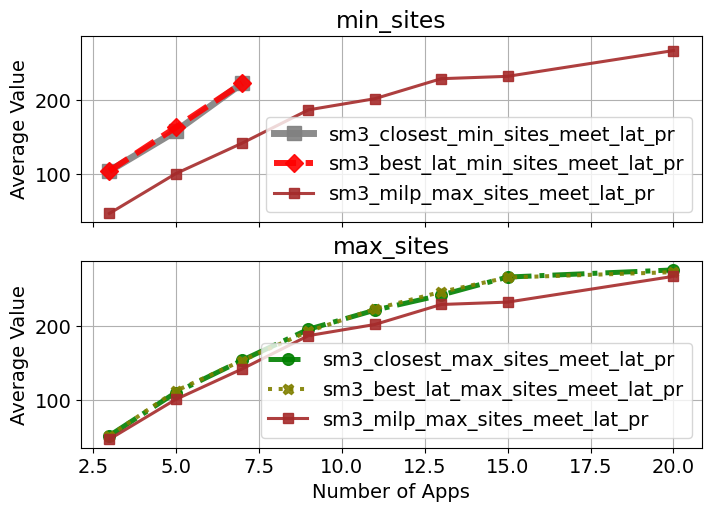 min_sites
Average Value
200
100
sm3_closest_min_sites_meet_lat_pr
sm3_best_lat_min_sites_meet_lat_pr
sm3_milp_max_sites_meet_lat_pr
max_sites
Average Value
200
100
sm3_closest_max_sites_meet_lat_pr
sm3_best_lat_max_sites_meet_lat_pr
sm3_milp_max_sites_meet_lat_pr
2.5 5.0 7.5 10.0 12.5 15.0 17.5 20.0
Number of Apps